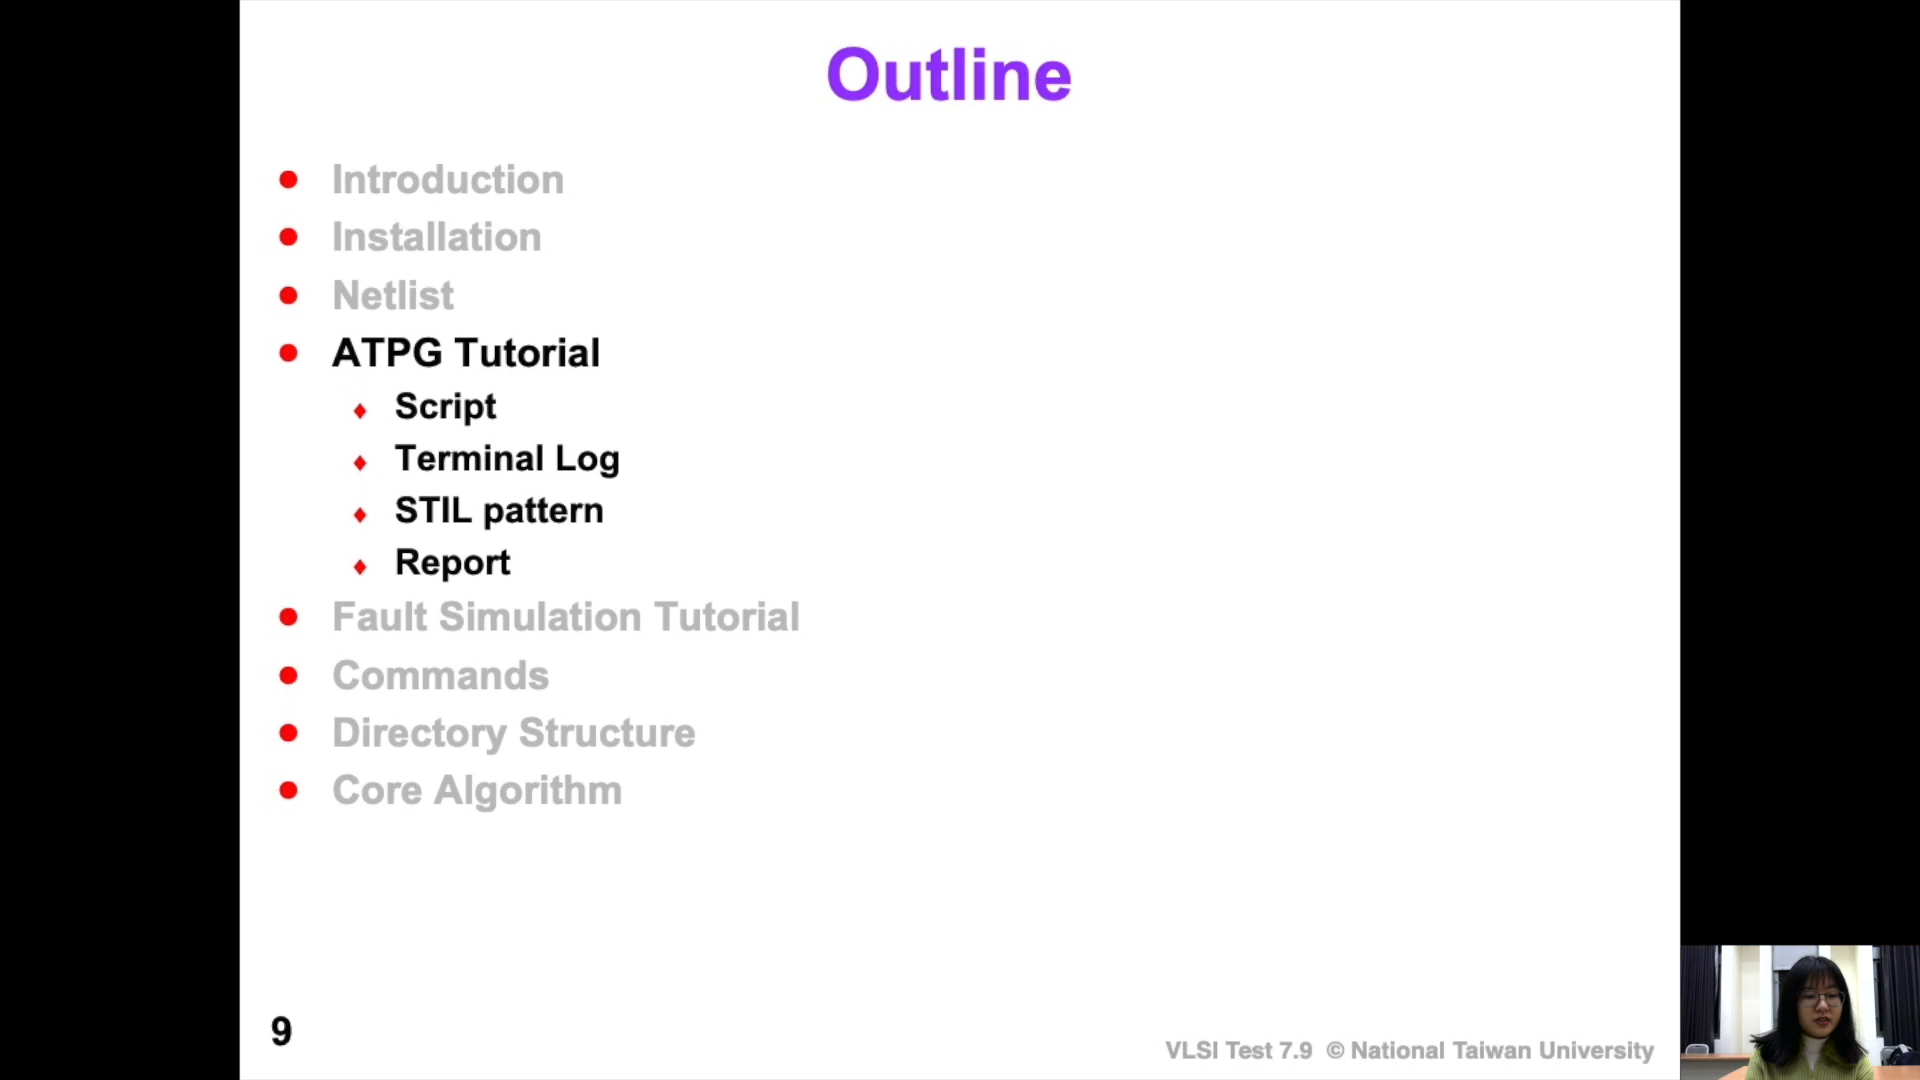 Outline
Introduction
Installation
Netlist
ATPG Tutorial
Script
Terminal Log
STIL pattern
Report
Fault Simulation Tutorial
Commands
Directory Structure
Core Algorithm
9
VLSI Test 7.9 © National Taiwan University